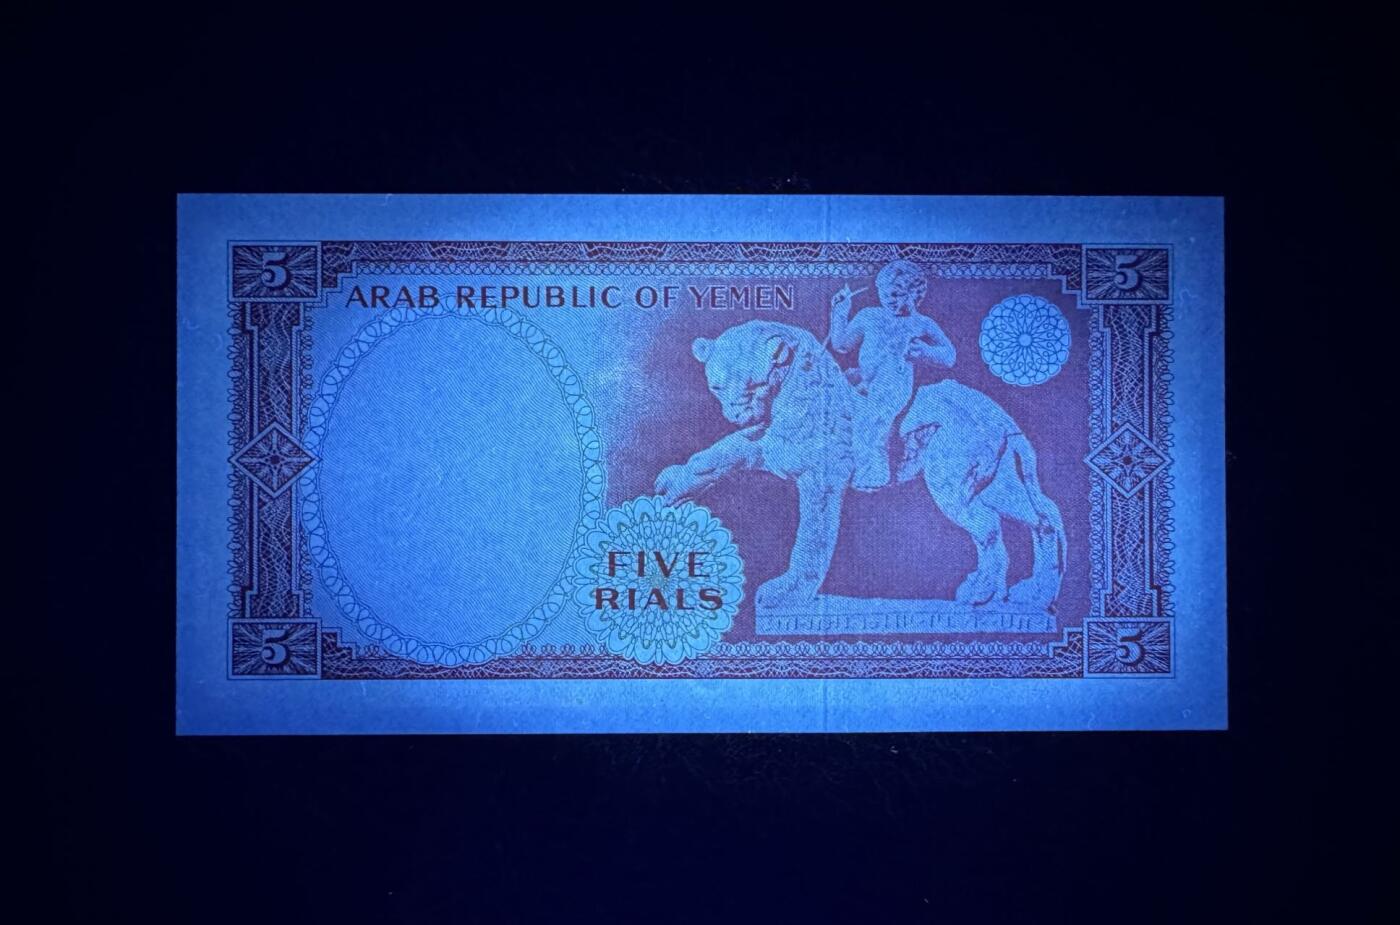 5 5
ARAB REPUBLIC OF YEMEN
FIVE
RIALS
5 5